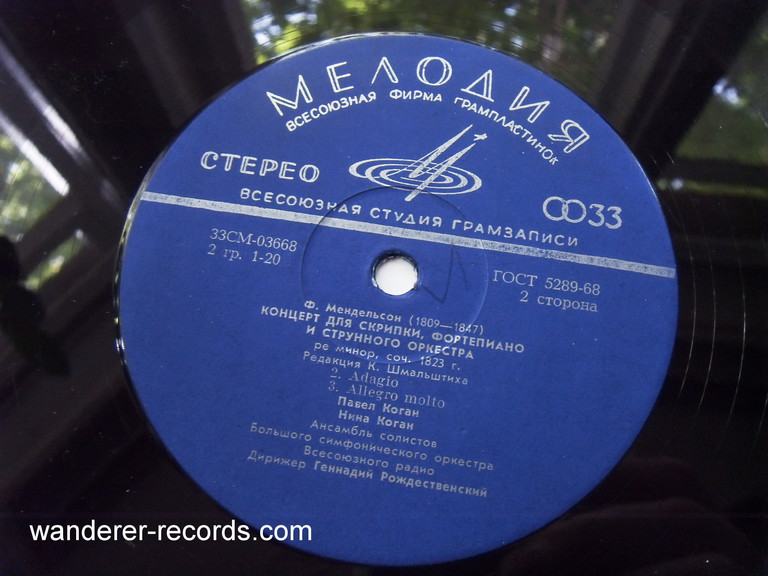 МЕЛОДИЯ
ВСЕСОЮЗНАЯ ФИРМА ГРАМПЛАСТИНОК
СТЕРЕО
33
ВСЕСОЮЗНАЯ СТУДИЯ ГРАМЗАПИСИ
33СМ-03668
2 гр. 1-20
ГОСТ 5289-68
2 сторона
Ф. Мендельсон (1809—1847)
КОНЦЕРТ ДЛЯ СКРИПКИ, ФОРТЕПИАНО
И СТРУННОГО ОРКЕСТРА
ре минор, соч. 1823 г.
Редакция К. Шмальштиха
2. Adagio
3. Allegro molto
Павел Коган
Нина Коган
Ансамбль солистов
Большого симфонического оркестра
Всесоюзного радио
Дирижер Геннадий Рождественский
wanderer-records.com